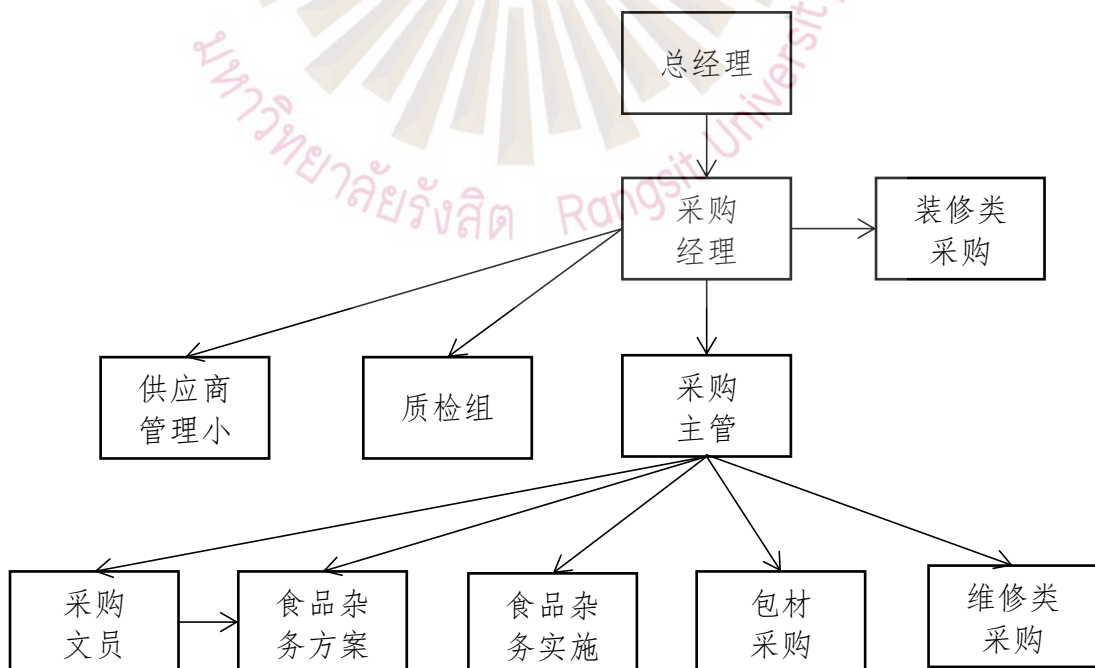 总经理
มหาวิทยาลัยรังสิต Rangsit Universit
采购
经理
装修类
采购
供应商
管理小
质检组
采购
主管
采购
文员
食品杂
务方案
食品杂
务实施
包材
采购
维修类
采购